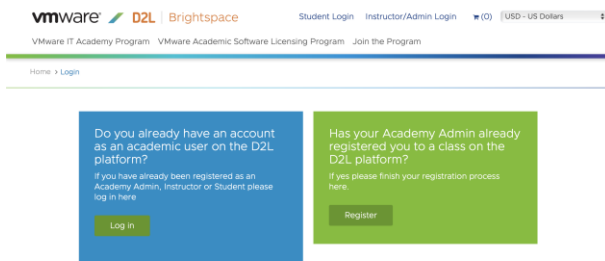 vmware D2L | Brightspace Student Login Instructor/Admin Login (0) USD - US Dollars
VMware IT Academy Program VMware Academic Software Licensing Program Join the Program
Home > Login
Do you already have an account
as an academic user on the D2L
platform?
If you have already been registered as an
Academy Admin, Instructor or Student please
log in here
Log in
Has your Academy Admin already
registered you to a class on the
D2L platform?
If yes please finish your registration process
here.
Register